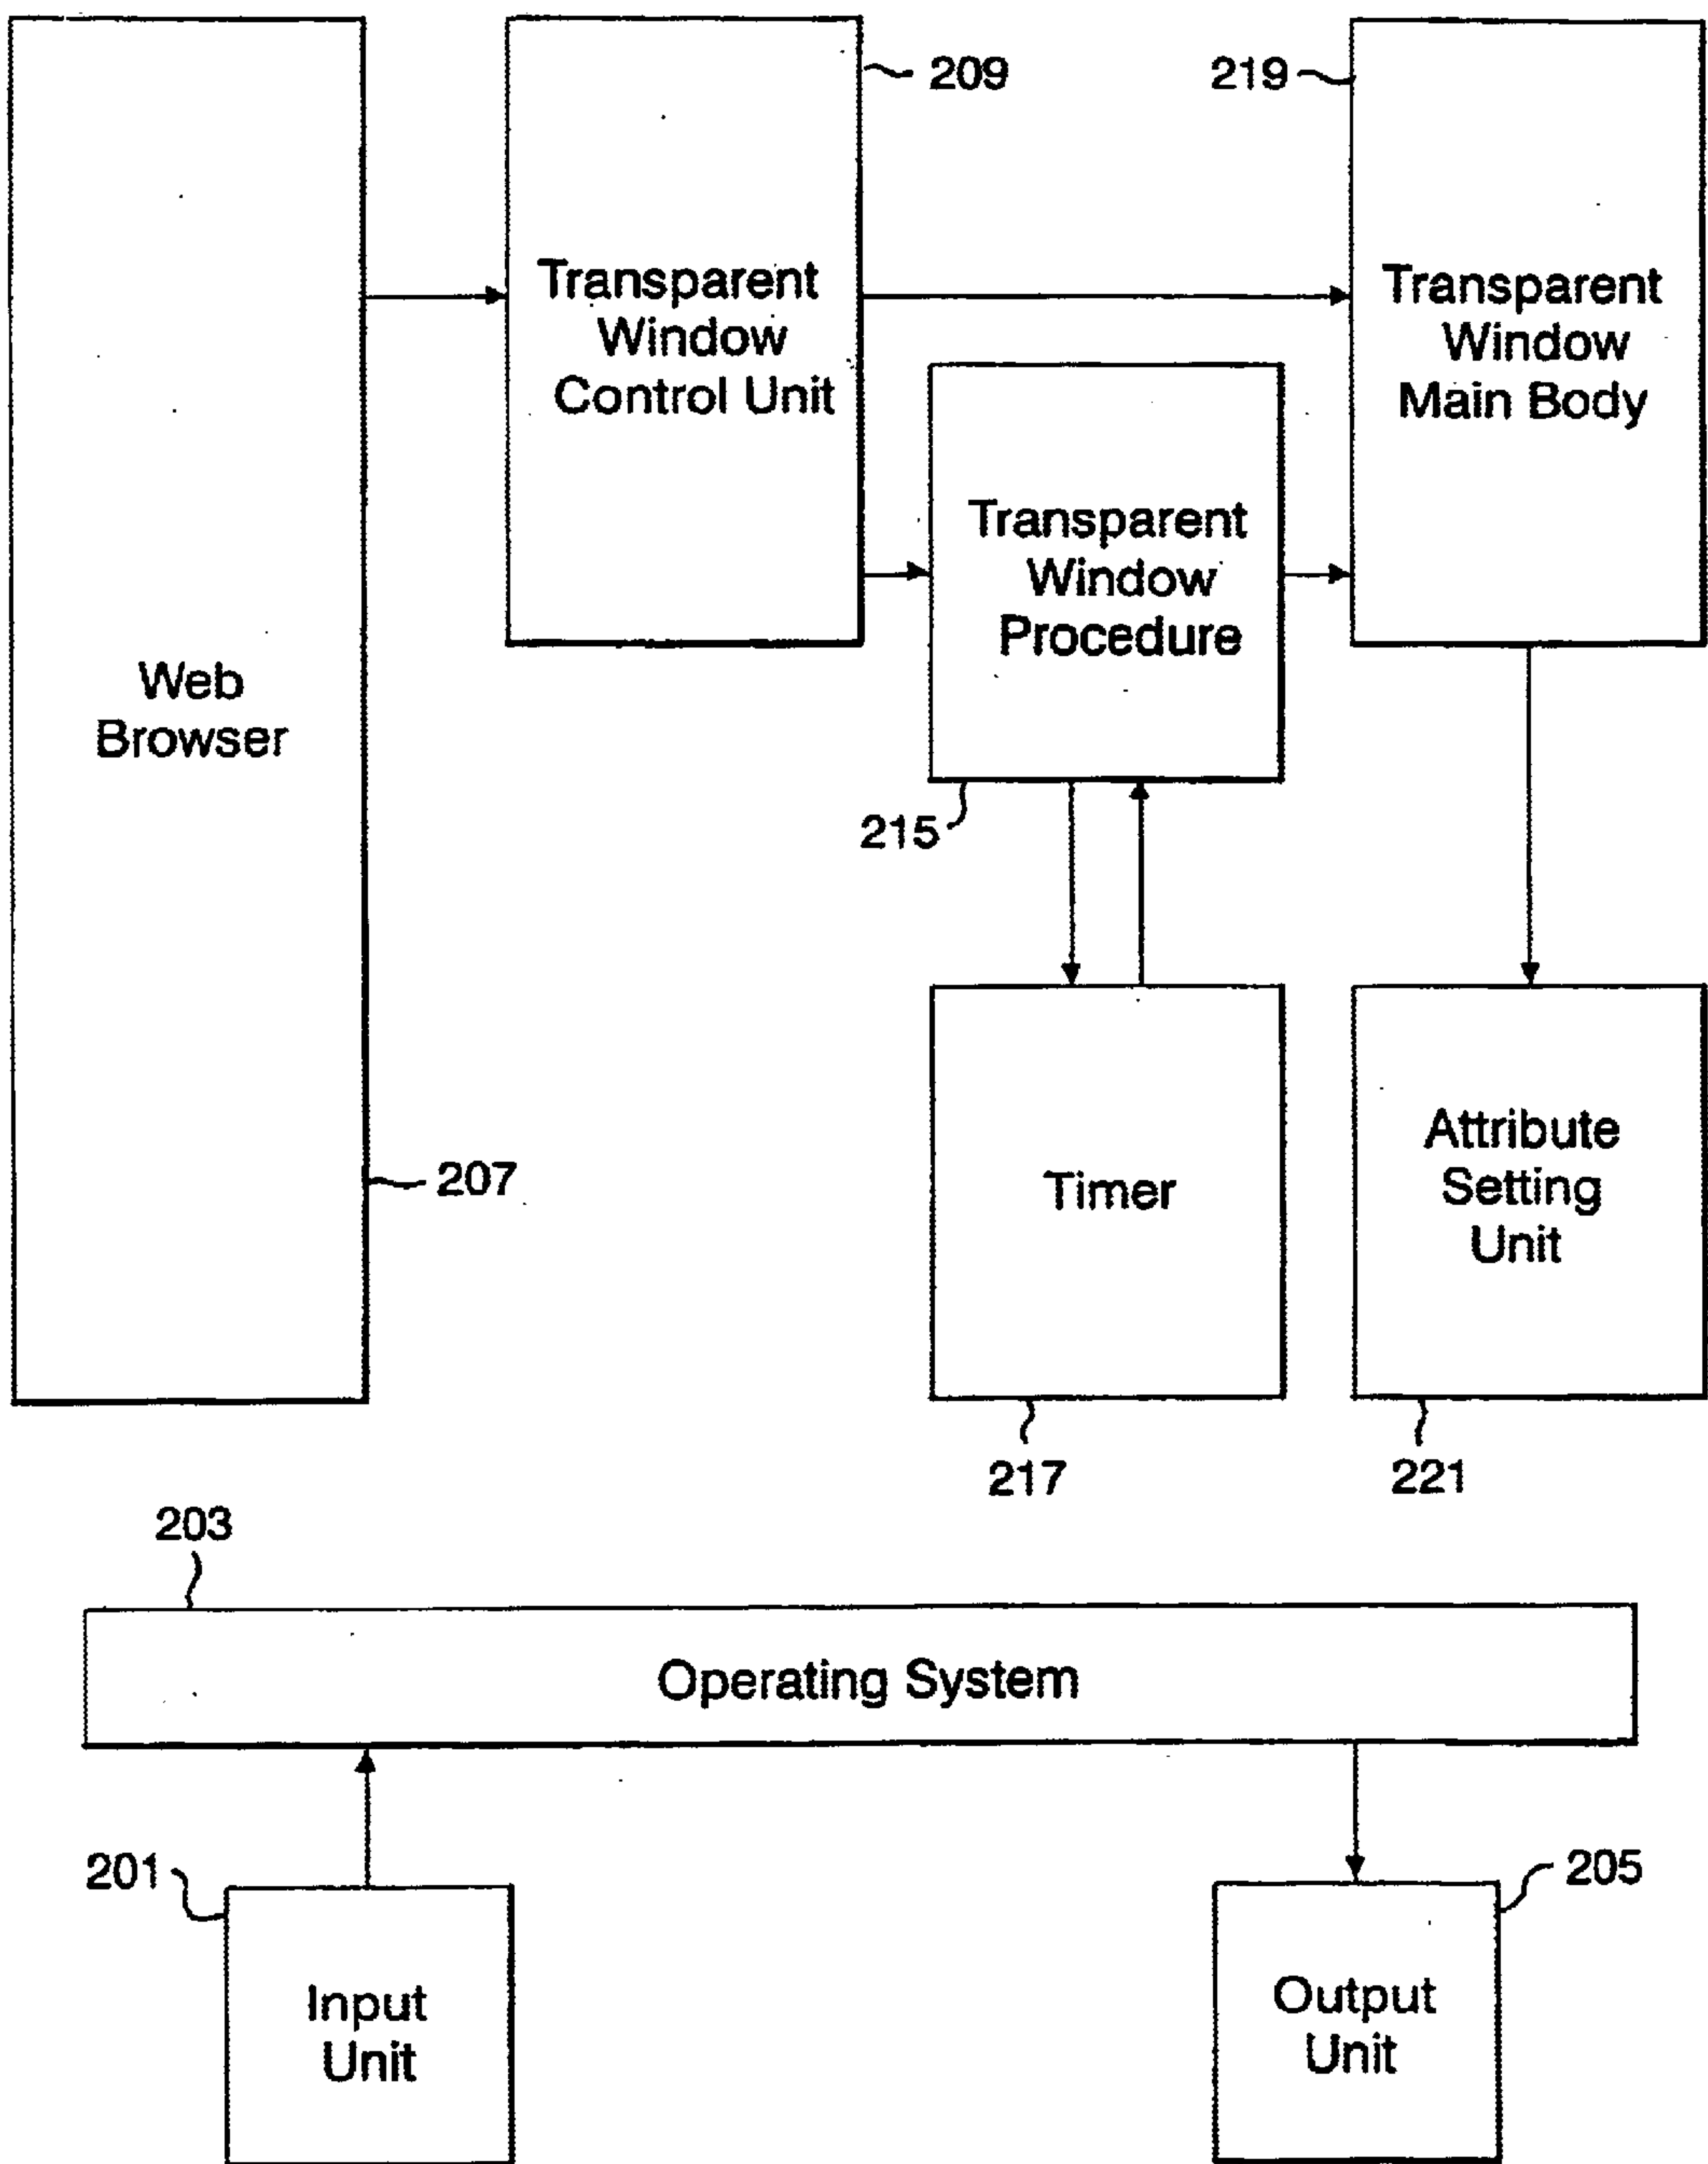 209
219
Transparent
Window
Control Unit
Transparent
Window
Main Body
Transparent
Window
Procedure
Web
Browser
215
207
Timer
Attribute
Setting
Unit
217
221
203
Operating System
201
205
Input
Unit
Output
Unit